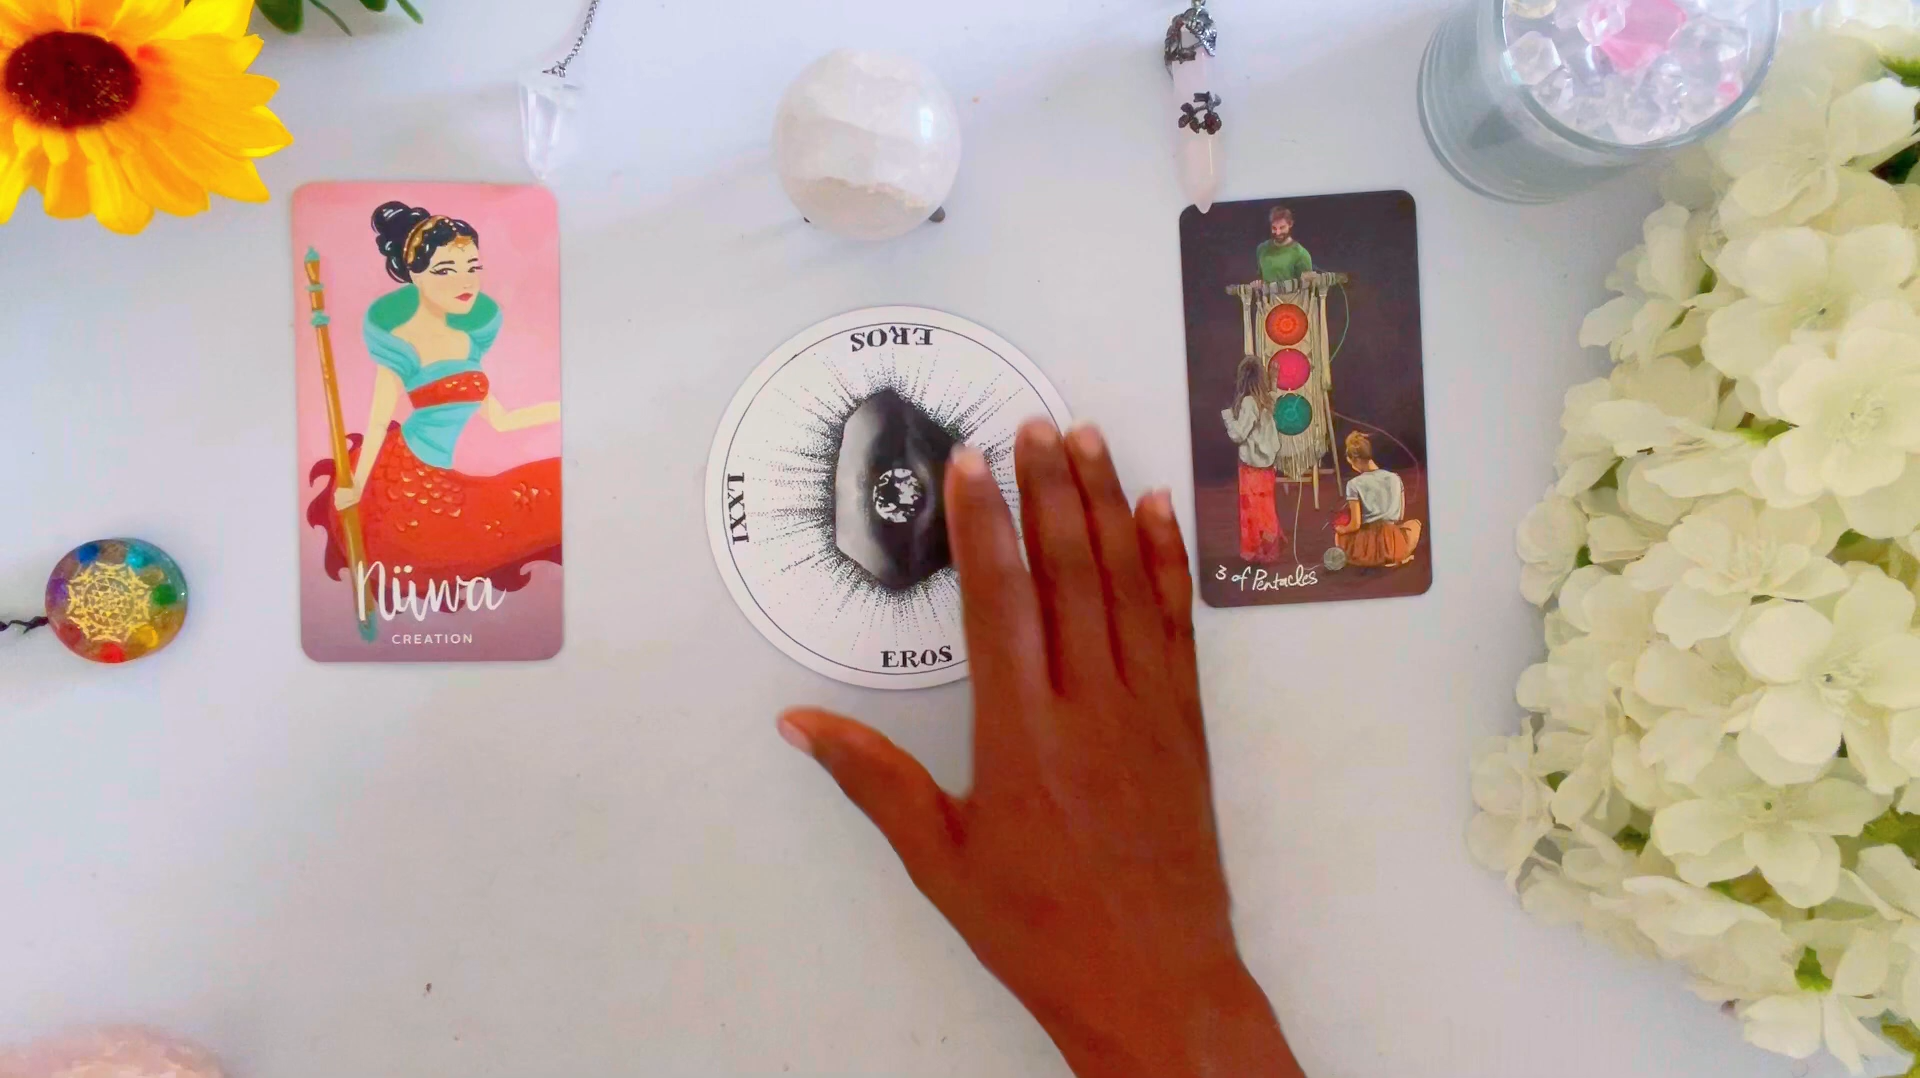 Nüwa
CREATION
EROS
LXXI
EROS
3 of Pentacles